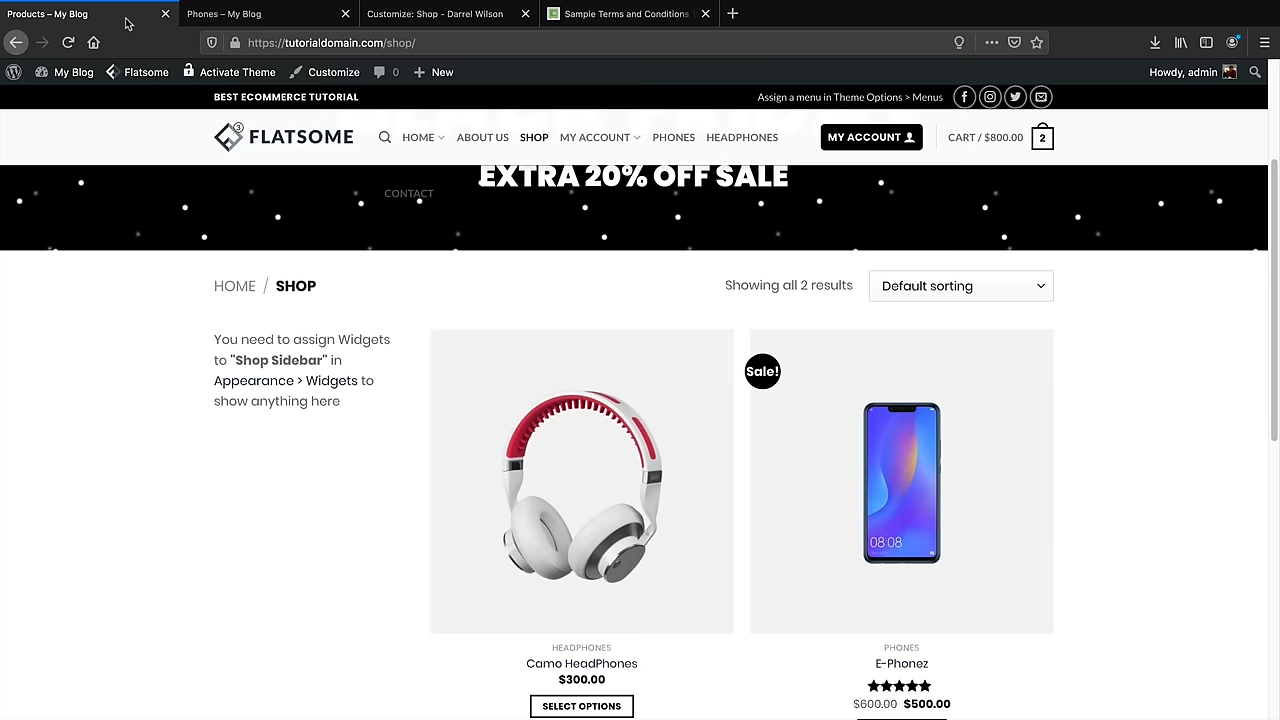 Products – My Blog
Phones – My Blog
Customize: Shop - Darrel Wilson
Sample Terms and Conditions T
https://tutorialdomain.com/shop/
My Blog
Flatsome
Activate Theme
Customize
0
New
Howdy, admin
BEST ECOMMERCE TUTORIAL
Assign a menu in Theme Options > Menus
3
FLATSOME
HOME
ABOUT US
SHOP
MY ACCOUNT
PHONES
HEADPHONES
MY ACCOUNT
CART / $800.00
2
BLACK FRIDAY
EXTRA 20% OFF SALE
CONTACT
HOME / SHOP
Showing all 2 results
Default sorting
You need to assign Widgets
to "Shop Sidebar" in
Appearance > Widgets to
show anything here
Sale!
08:08
HEADPHONES
Camo HeadPhones
$300.00
SELECT OPTIONS
PHONES
E-Phonez
$600.00 $500.00